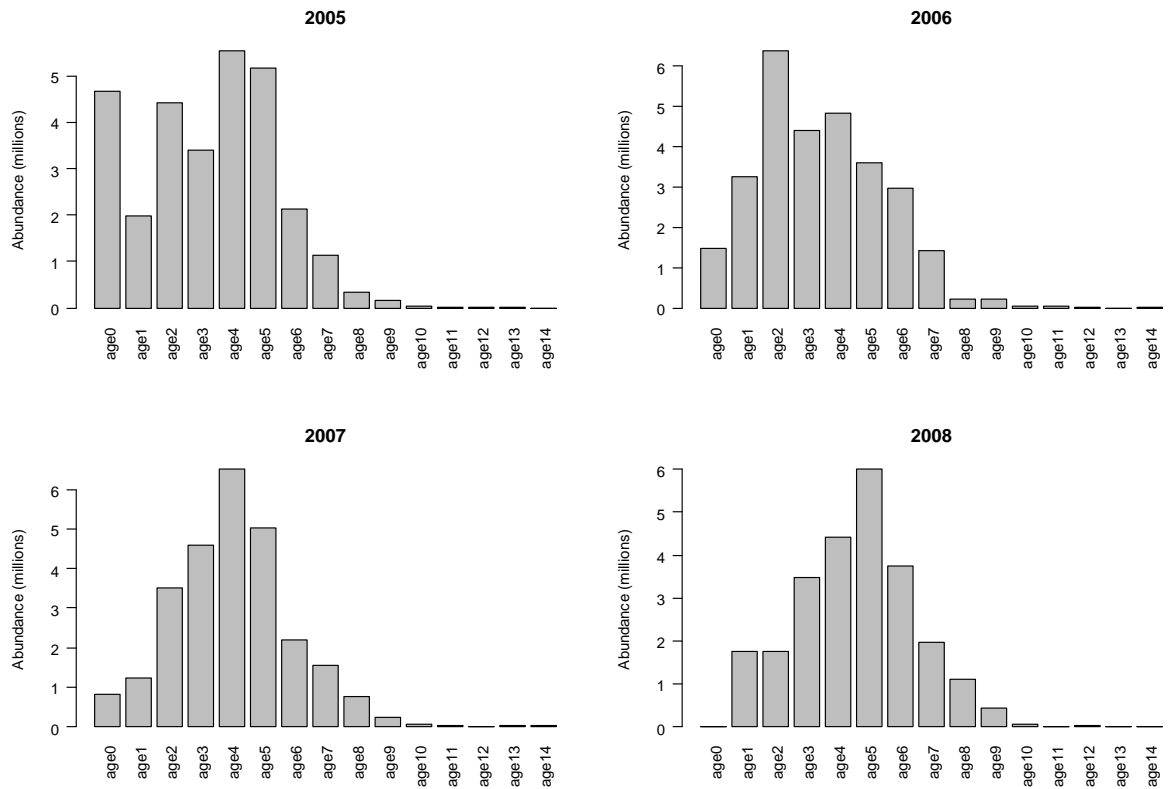 2005
Abundance (millions)
5
4
3
2
1
0
age0
age1
age2
age3
age4
age5
age6
age7
age8
age9
age10
age11
age12
age13
age14
2006
Abundance (millions)
6
5
4
3
2
1
0
age0
age1
age2
age3
age4
age5
age6
age7
age8
age9
age10
age11
age12
age13
age14
2007
Abundance (millions)
6
5
4
3
2
1
0
age0
age1
age2
age3
age4
age5
age6
age7
age8
age9
age10
age11
age12
age13
age14
2008
Abundance (millions)
6
5
4
3
2
1
0
age0
age1
age2
age3
age4
age5
age6
age7
age8
age9
age10
age11
age12
age13
age14